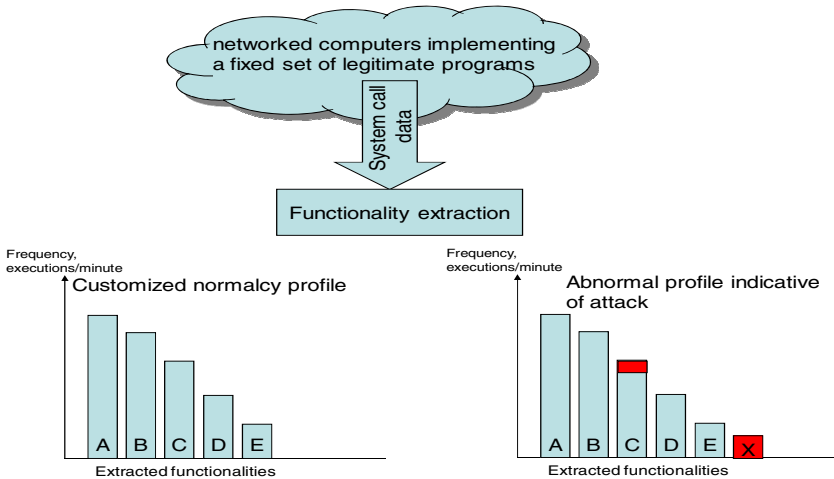 networked computers implementing
a fixed set of legitimate programs
System call
data
Functionality extraction
Frequency,
executions/minute
Customized normalcy profile
A B C D E
Extracted functionalities
Frequency,
executions/minute
Abnormal profile indicative
of attack
A B C D E X
Extracted functionalities